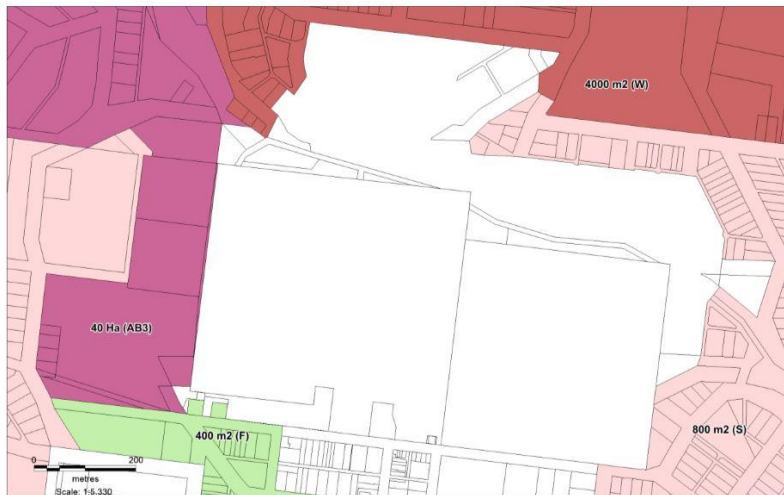 4000 m2 (W)
40 Ha (AB3)
400 m2 (F)
800 m2 (S)
0 200
metres
Scale: 1:5,330